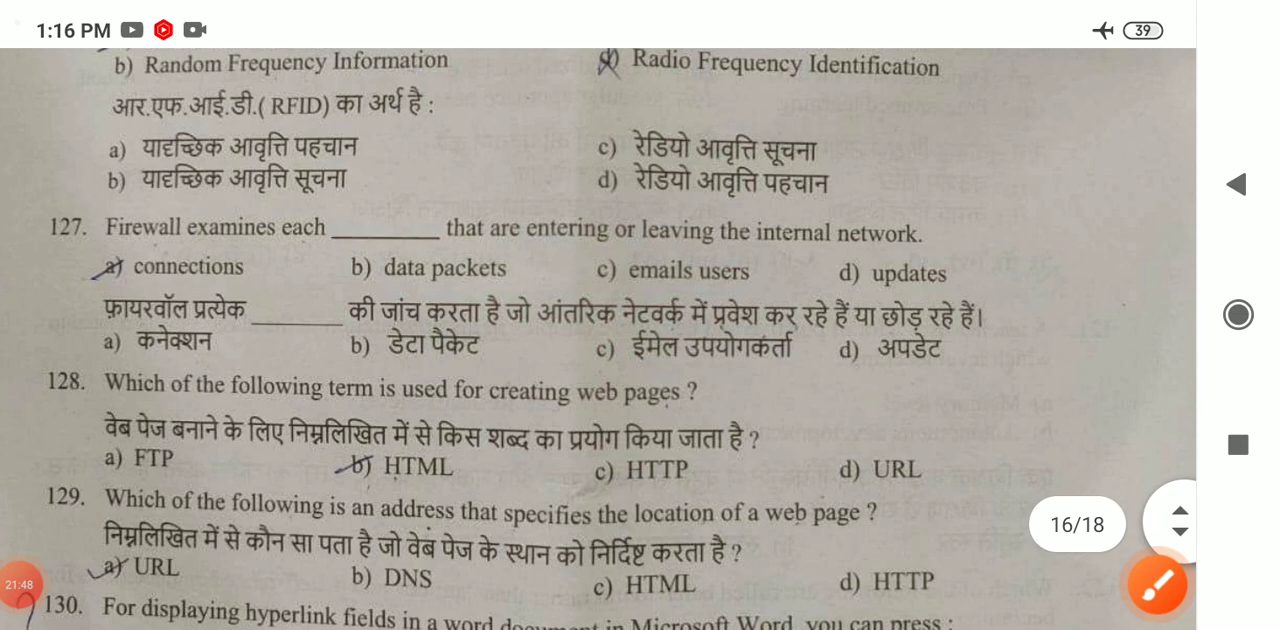 1:16 PM
39
b) Random Frequency Information
Radio Frequency Identification
आर.एफ.आई.डी.( RFID) का अर्थ है :
a) यादृच्छिक आवृत्ति पहचान c) रेडियो आवृत्ति सूचना
b) यादृच्छिक आवृत्ति सूचना d) रेडियो आवृत्ति पहचान
127. Firewall examines each _________ that are entering or leaving the internal network.
a) connections b) data packets c) emails users d) updates
फ़ायरवॉल प्रत्येक _________ की जांच करता है जो आंतरिक नेटवर्क में प्रवेश कर रहे हैं या छोड़ रहे हैं।
a) कनेक्शन b) डेटा पैकेट c) ईमेल उपयोगकर्ता d) अपडेट
128. Which of the following term is used for creating web pages ?
वेब पेज बनाने के लिए निम्नलिखित में से किस शब्द का प्रयोग किया जाता है ?
a) FTP b) HTML c) HTTP d) URL
129. Which of the following is an address that specifies the location of a web page ?
निम्नलिखित में से कौन सा पता है जो वेब पेज के स्थान को निर्दिष्ट करता है ?
a) URL b) DNS c) HTML d) HTTP
16/18
21:48
130. For displaying hyperlink fields in a word document in Microsoft Word, you can press :